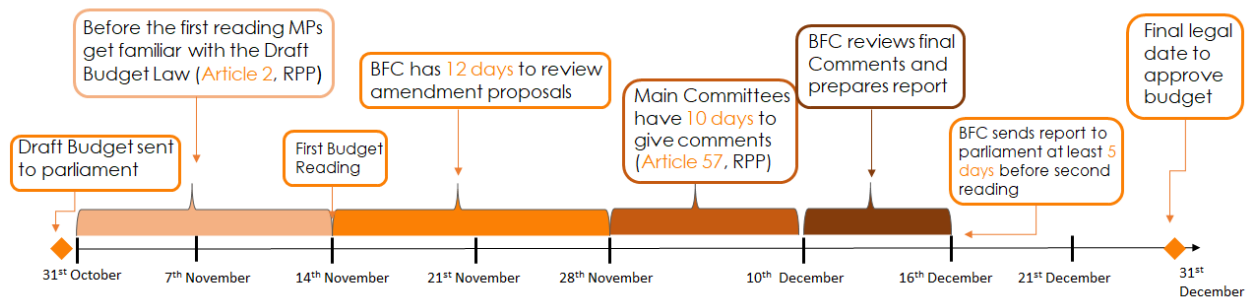 Before the first reading MPs
get familiar with the Draft
Budget Law (Article 2, RPP)
BFC has 12 days to review
amendment proposals
Main Committees
have 10 days to
give comments
(Article 57, RPP)
BFC reviews final
Comments and
prepares report
Final legal
date to
approve
budget
Draft Budget sent
to parliament
First Budget
Reading
BFC sends report to
parliament at least 5
days before second
reading
31st October
7th November
14th November
21st November
28th November
10th December
16th December
21st December
31st
December